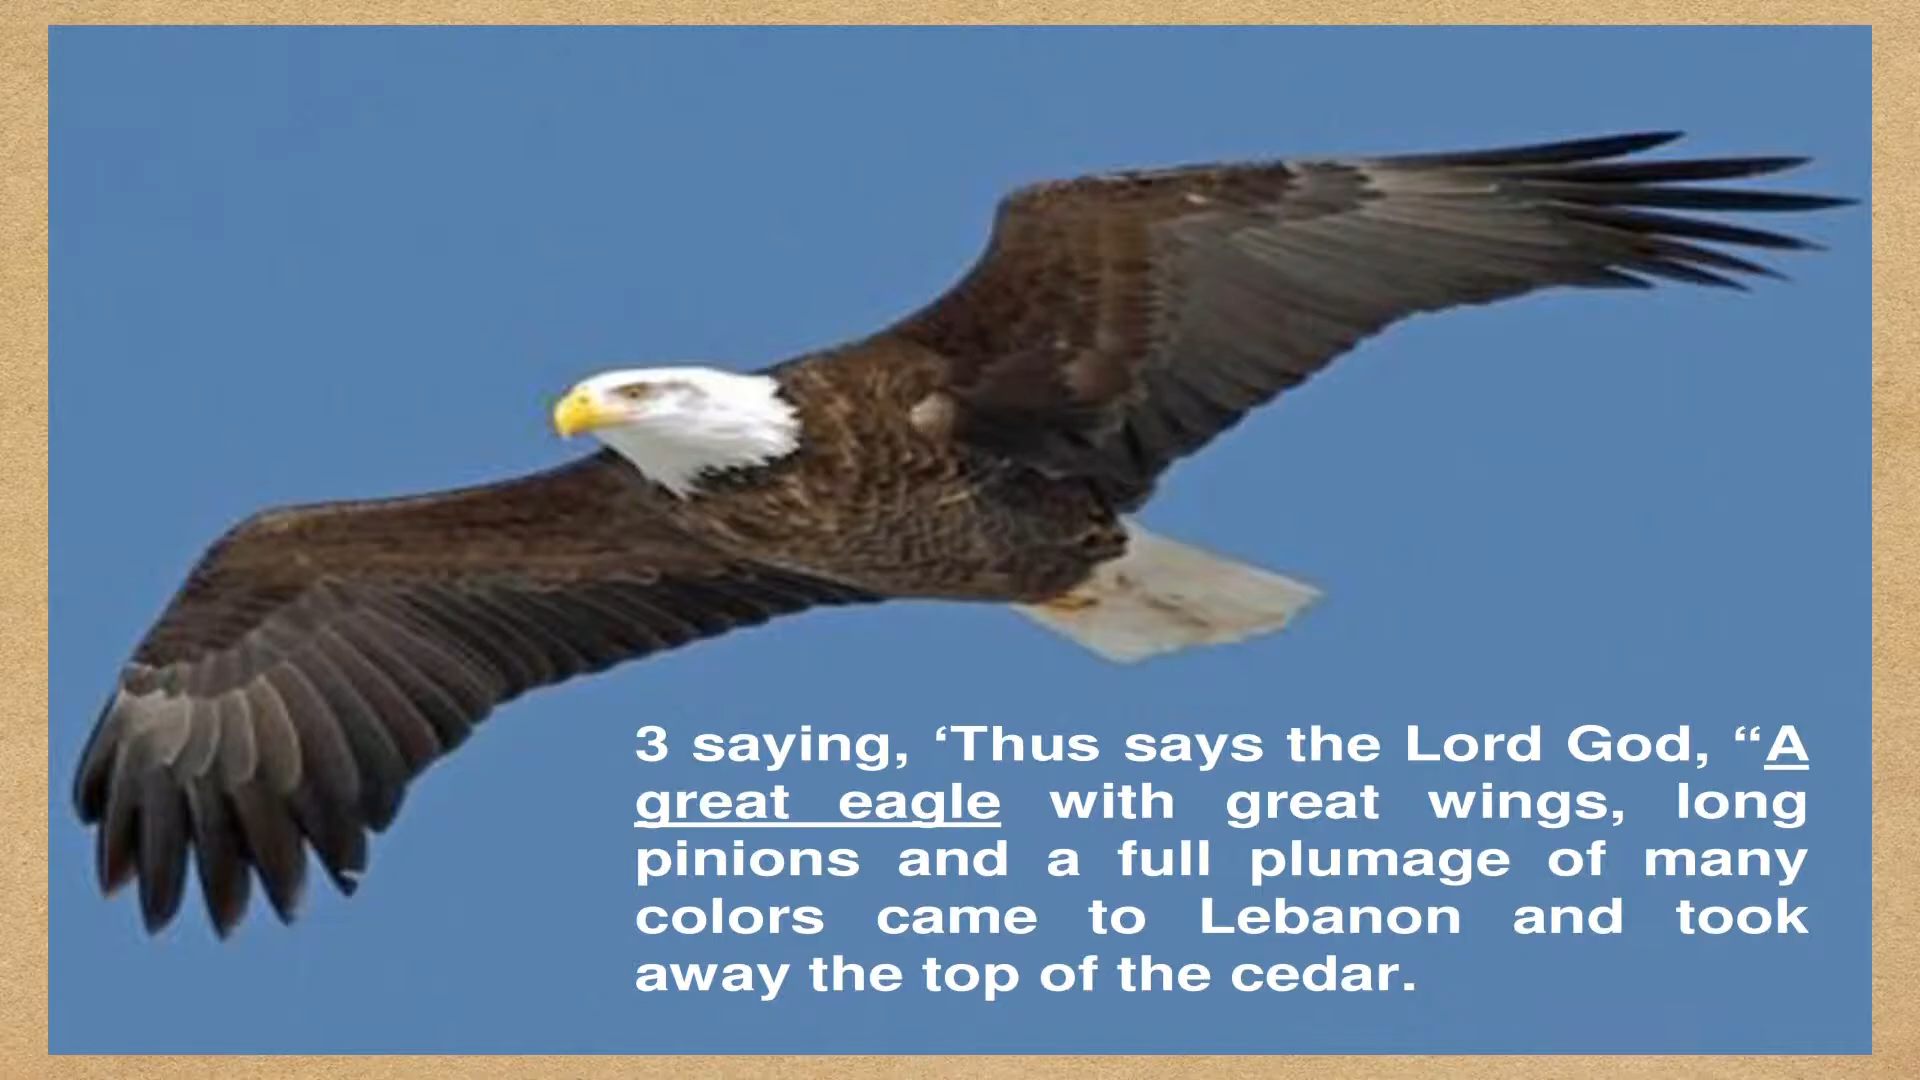 3 saying, ‘Thus says the Lord God, “A
great eagle with great wings, long
pinions and a full plumage of many
colors came to Lebanon and took
away the top of the cedar.